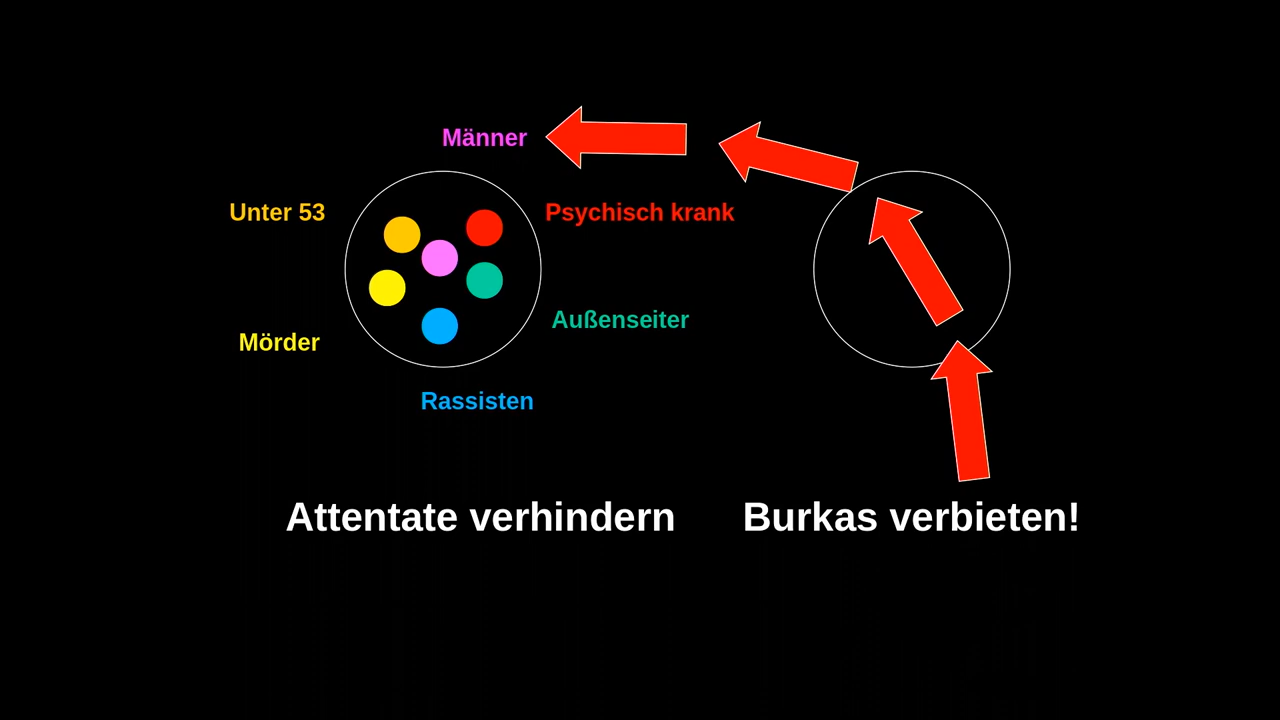 Männer
Unter 53
Psychisch krank
Außenseiter
Mörder
Rassisten
Attentate verhindern
Burkas verbieten!